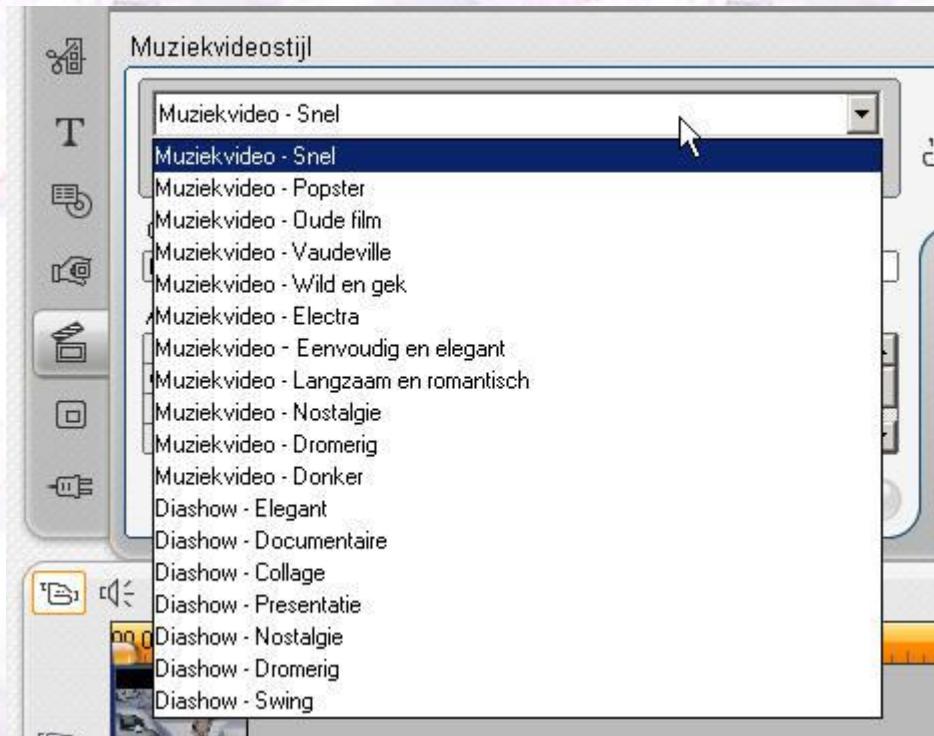 Muziekvideostijl
Muziekvideo - Snel
Muziekvideo - Snel
Muziekvideo - Popster
Muziekvideo - Oude film
Muziekvideo - Vaudeville
Muziekvideo - Wild en gek
Muziekvideo - Electra
Muziekvideo - Eenvoudig en elegant
Muziekvideo - Langzaam en romantisch
Muziekvideo - Nostalgie
Muziekvideo - Dromerig
Muziekvideo - Donker
Diashow - Elegant
Diashow - Documentaire
Diashow - Collage
Diashow - Presentatie
Diashow - Nostalgie
Diashow - Dromerig
Diashow - Swing